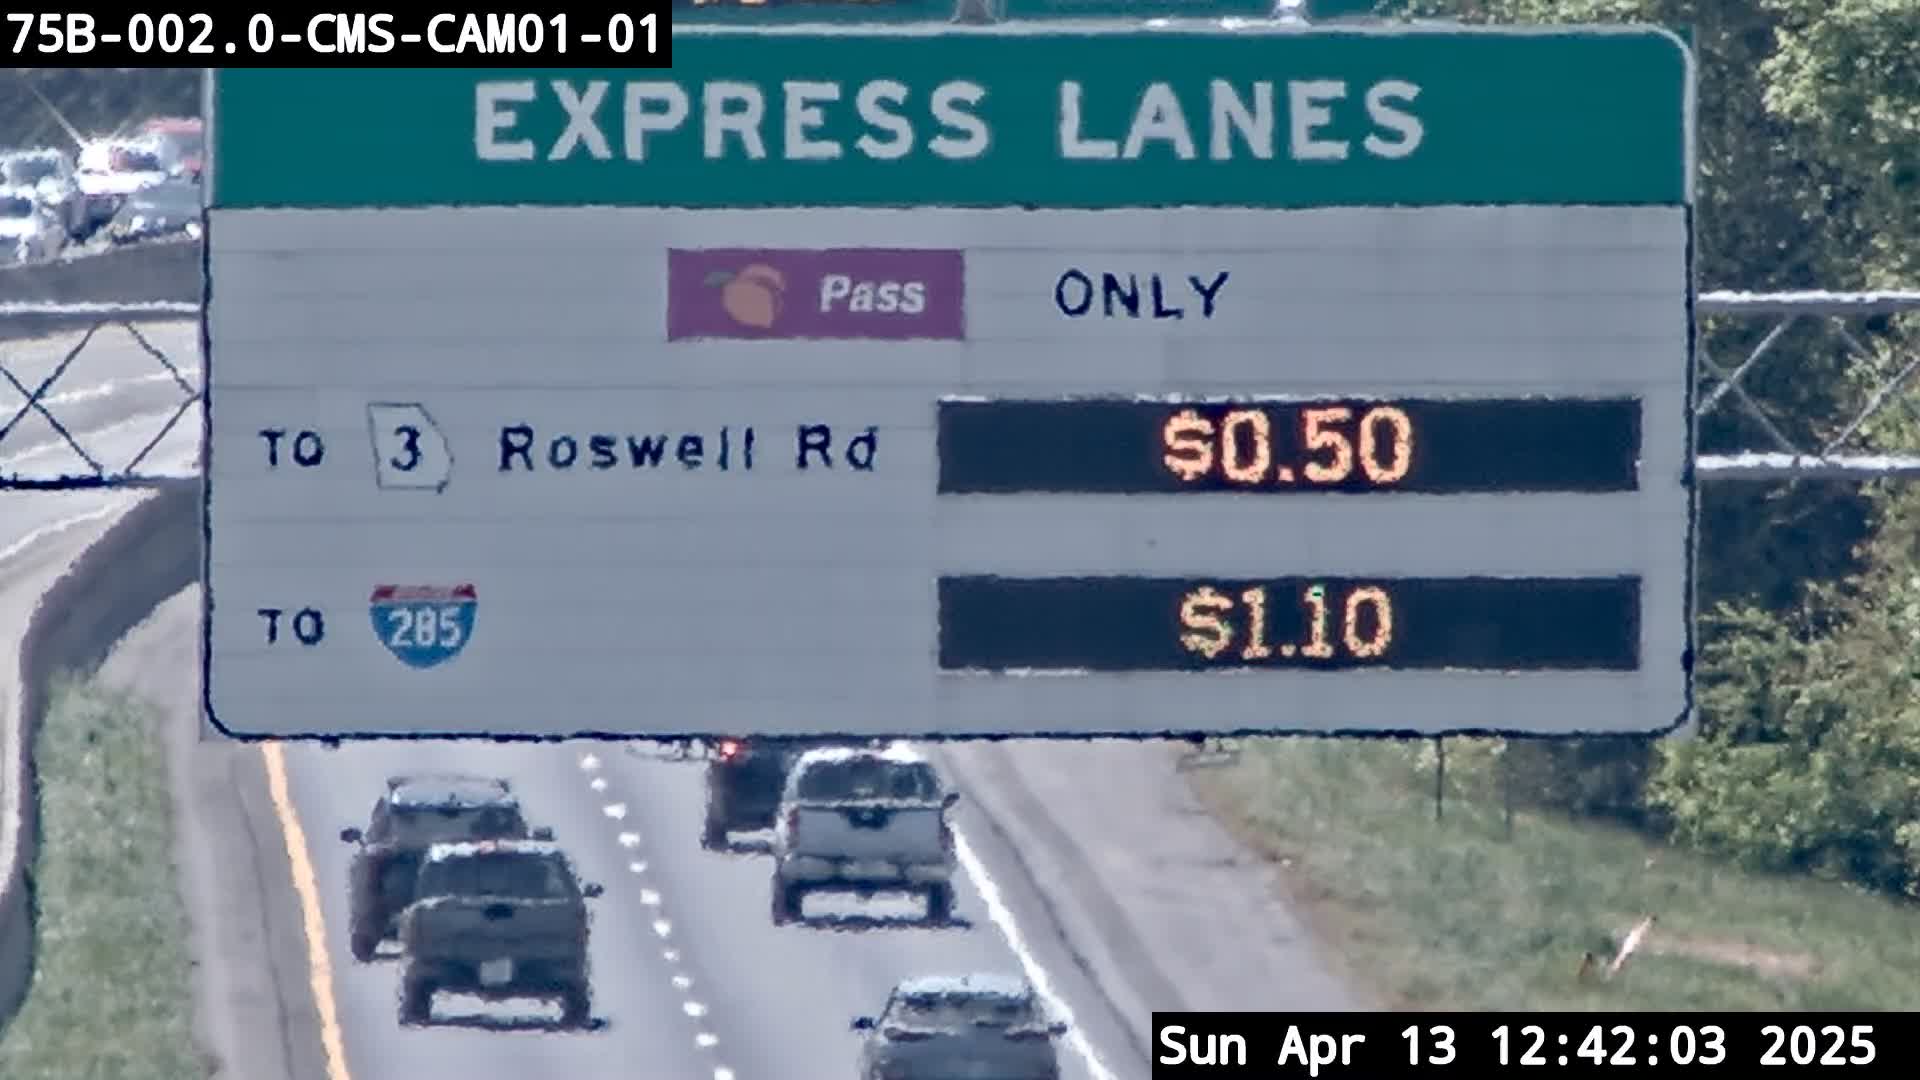 75B-002.0-CMS-CAM01-01
EXPRESS LANES
Pass ONLY
TO 3 Roswell Rd $0.50
TO 285 $1.10
Sun Apr 13 12:42:03 2025